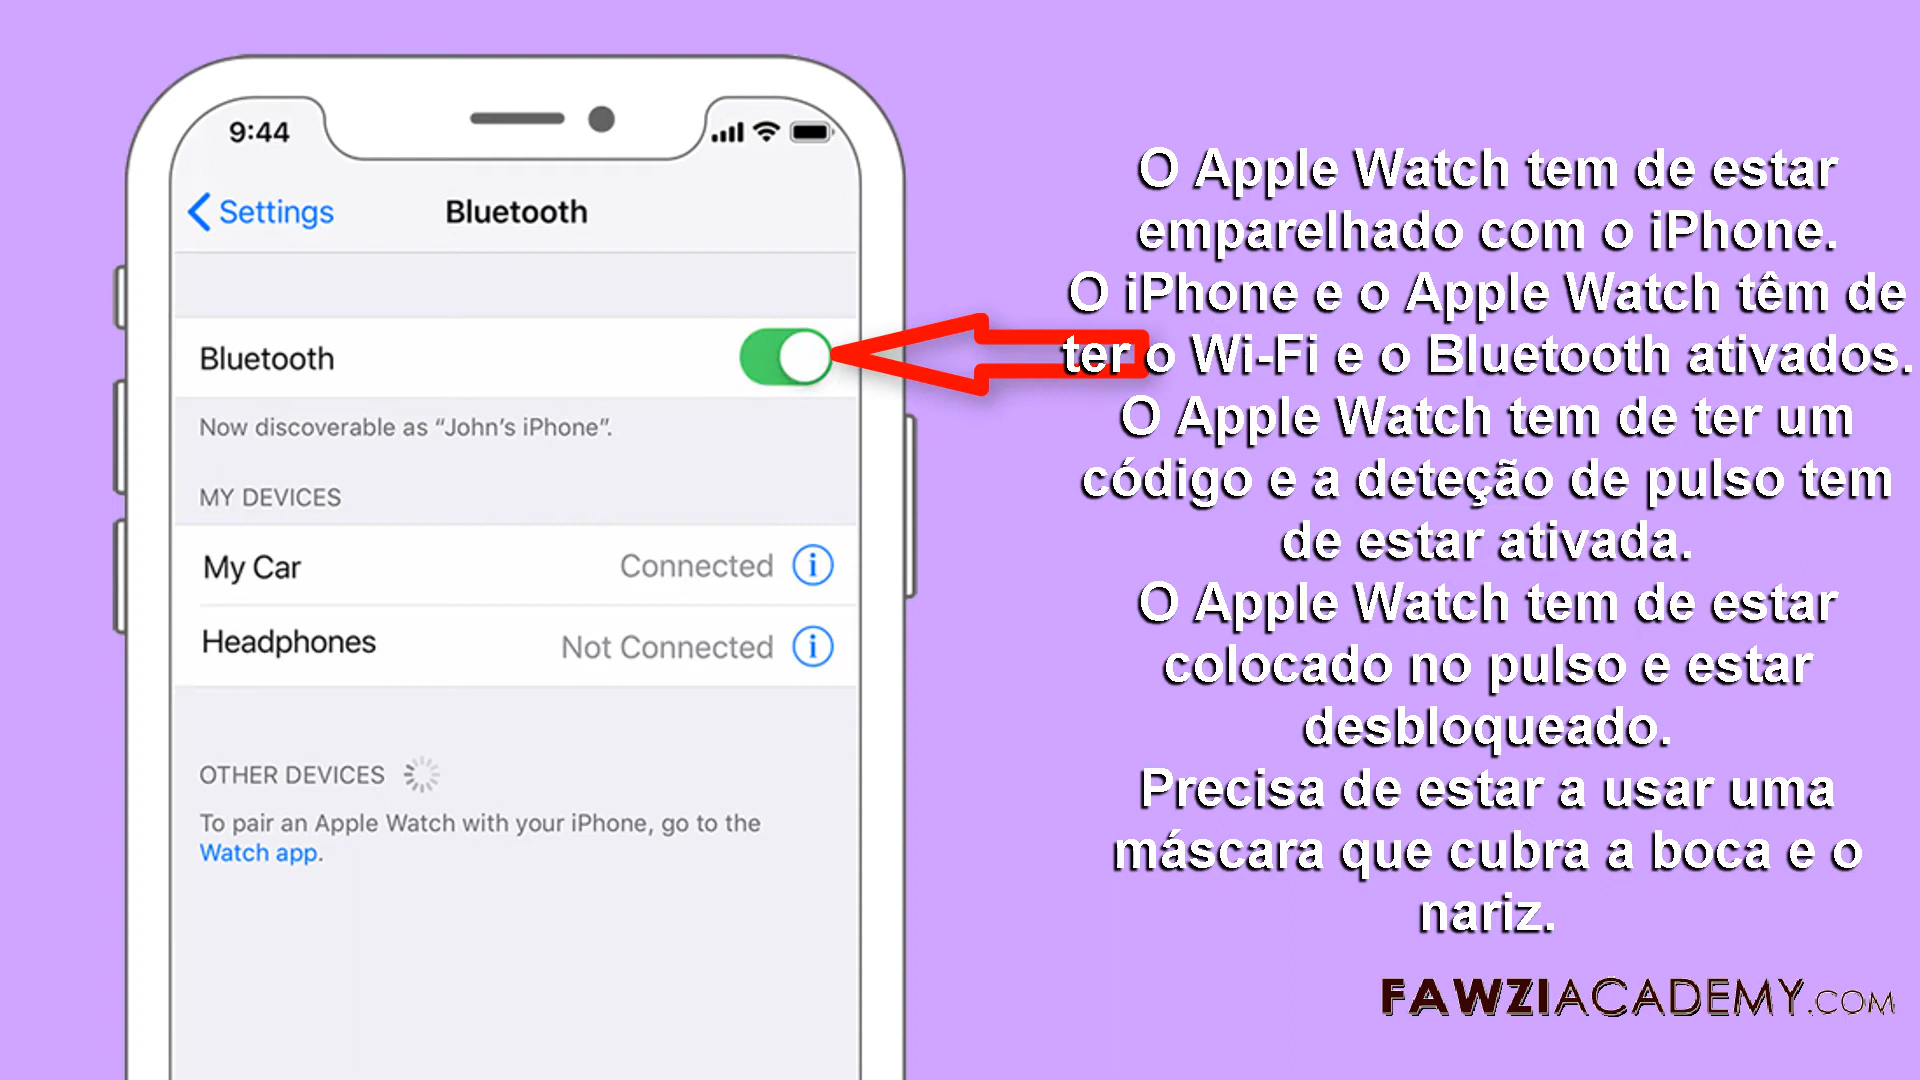 9:44
Settings
Bluetooth
Bluetooth
Now discoverable as “John’s iPhone”.
MY DEVICES
My Car
Connected
Headphones
Not Connected
OTHER DEVICES
To pair an Apple Watch with your iPhone, go to the
Watch app.
O Apple Watch tem de estar
emparelhado com o iPhone.
O iPhone e o Apple Watch têm de
ter o Wi-Fi e o Bluetooth ativados.
O Apple Watch tem de ter um
código e a deteção de pulso tem
de estar ativada.
O Apple Watch tem de estar
colocado no pulso e estar
desbloqueado.
Precisa de estar a usar uma
máscara que cubra a boca e o
nariz.
FAWZIACADEMY.COM